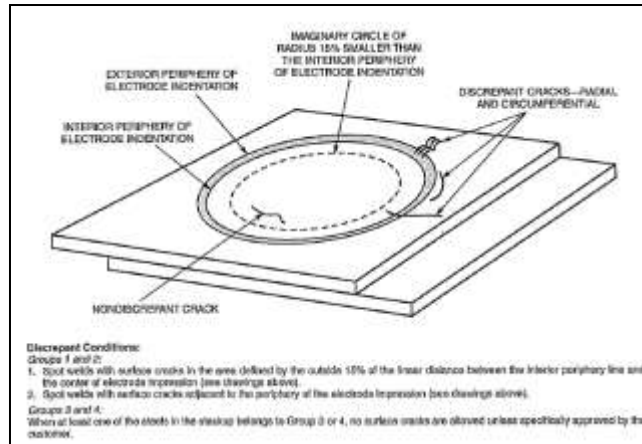 IMAGINARY CIRCLE OF
RADIUS 15% SMALLER THAN
THE INTERIOR PERIPHERY
OF ELECTRODE INDENTATION
EXTERIOR PERIPHERY OF
ELECTRODE INDENTATION
DISCREPANT CRACKS—RADIAL
AND CIRCUMFERENTIAL
INTERIOR PERIPHERY OF
ELECTRODE INDENTATION
NONDISCREPANT CRACK
Discrepant Conditions:
Groups 1 and 2:
1. Spot welds with surface cracks in the area defined by the outside 15% of the linear distance between the interior periphery line and
the center of electrode impression (see drawings above).
2. Spot welds with surface cracks adjacent to the periphery of the electrode impression (see drawings above).
Groups 3 and 4:
When at least one of the steels in the stackup belongs to Group 3 or 4, no surface cracks are allowed unless specifically approved by the
customer.